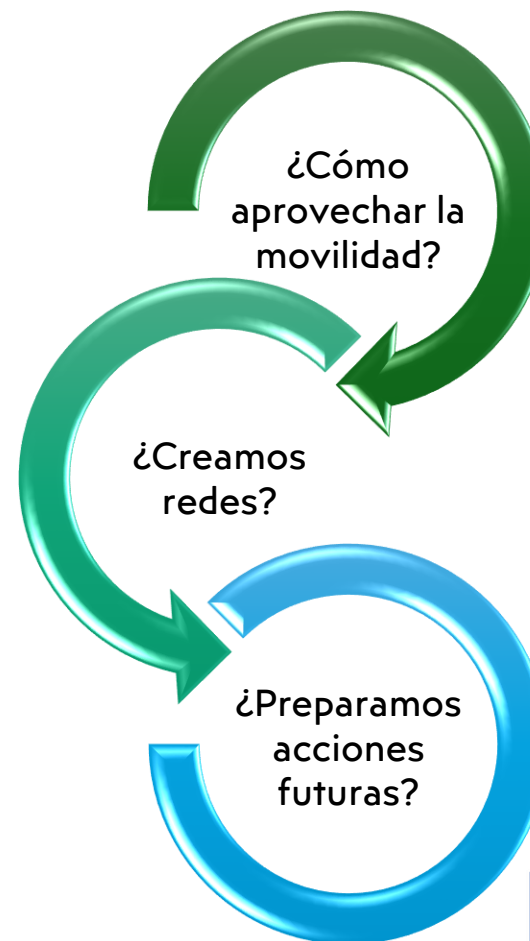 ¿Cómo
aprovechar la
movilidad?
¿Creamos
redes?
¿Preparamos
acciones
futuras?